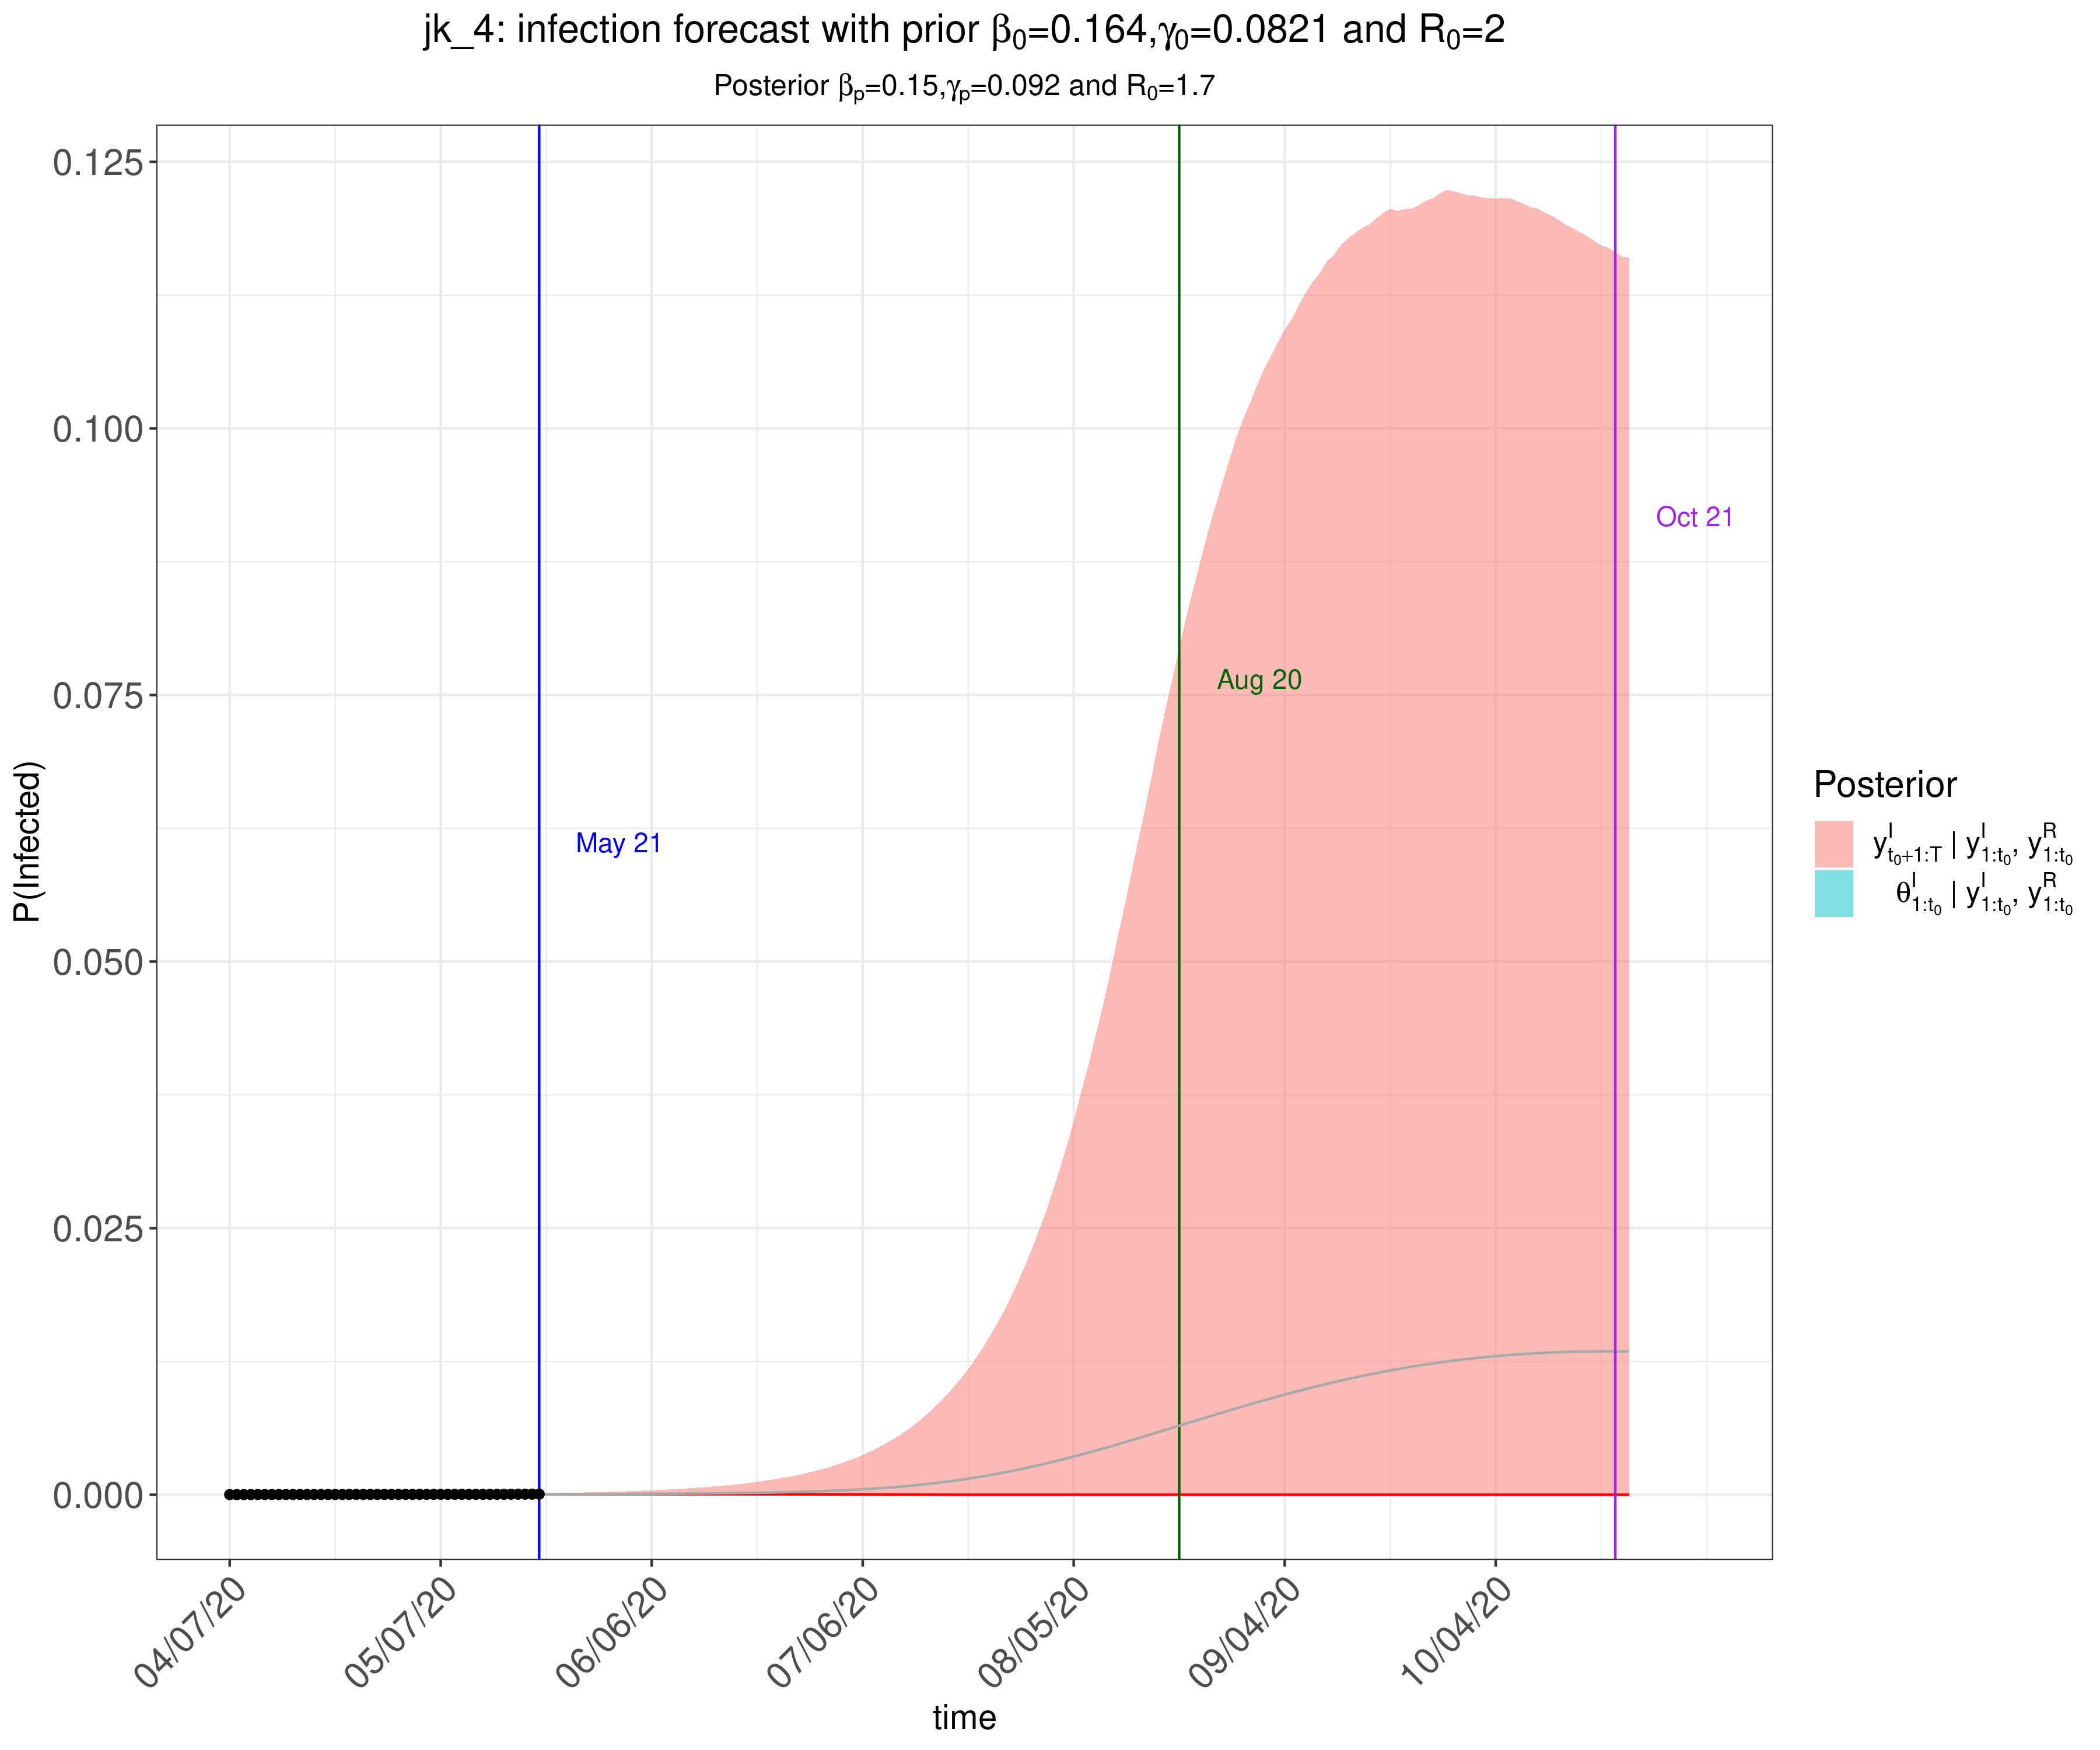 jk_4: infection forecast with prior β₀=0.164,γ₀=0.0821 and R₀=2
Posterior βₚ=0.15,γₚ=0.092 and R₀=1.7
P(Infected)
0.125
0.100
0.075
0.050
0.025
0.000
May 21
Aug 20
Oct 21
04/07/20
05/07/20
06/06/20
07/06/20
08/05/20
09/04/20
10/04/20
time
Posterior
y^I_{t₀+1:T} | y^I_{1:t₀}, y^R_{1:t₀}
θ^I_{1:t₀} | y^I_{1:t₀}, y^R_{1:t₀}